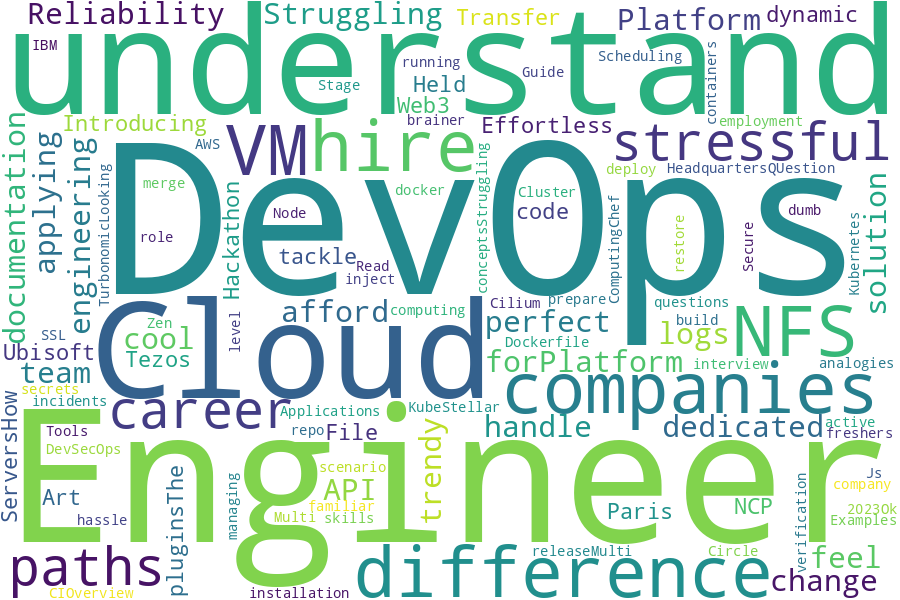 Reliability
Struggling
Transfer
Platform
dynamic
understand
IBM
running
Scheduling
Stage
Held
Guide
containers
Web3
documentation
Introducing
AWS
VM
hire
brainer
Effortless
employment
stressful
applying
engineering
TurbonomicLooking
merge
Hackathon
docker
conceptsStruggling
Cluster
deploy
HeadquartersQUestion
DevOps
Node
code
dumb
role
tackle
ComputingChef
restore
Secure
Kubernetes
solution
Read
inject
Cloud
afford
computing
Cilium
prepare
questions
build
NFS
Zen
level
perfect
logs
SSL
cool
Dockerfile
Ubisoft
Tezos
forPlatform
interview
analogies
team
companies
secrets
incidents
career
Applications
KubeStellar
ServersHow
Tools
repo
File
trendy
handle
dedicated
active
freshers
DevSecOps
Engineer
scenario
Js
company
Art
pluginsThe
managing
API
familiar
Multi
skills
Paris
NCP
verification
2023Ok
Examples
hassle
paths
difference
releaseMulti
Circle
feel
change
CIOverview
installation